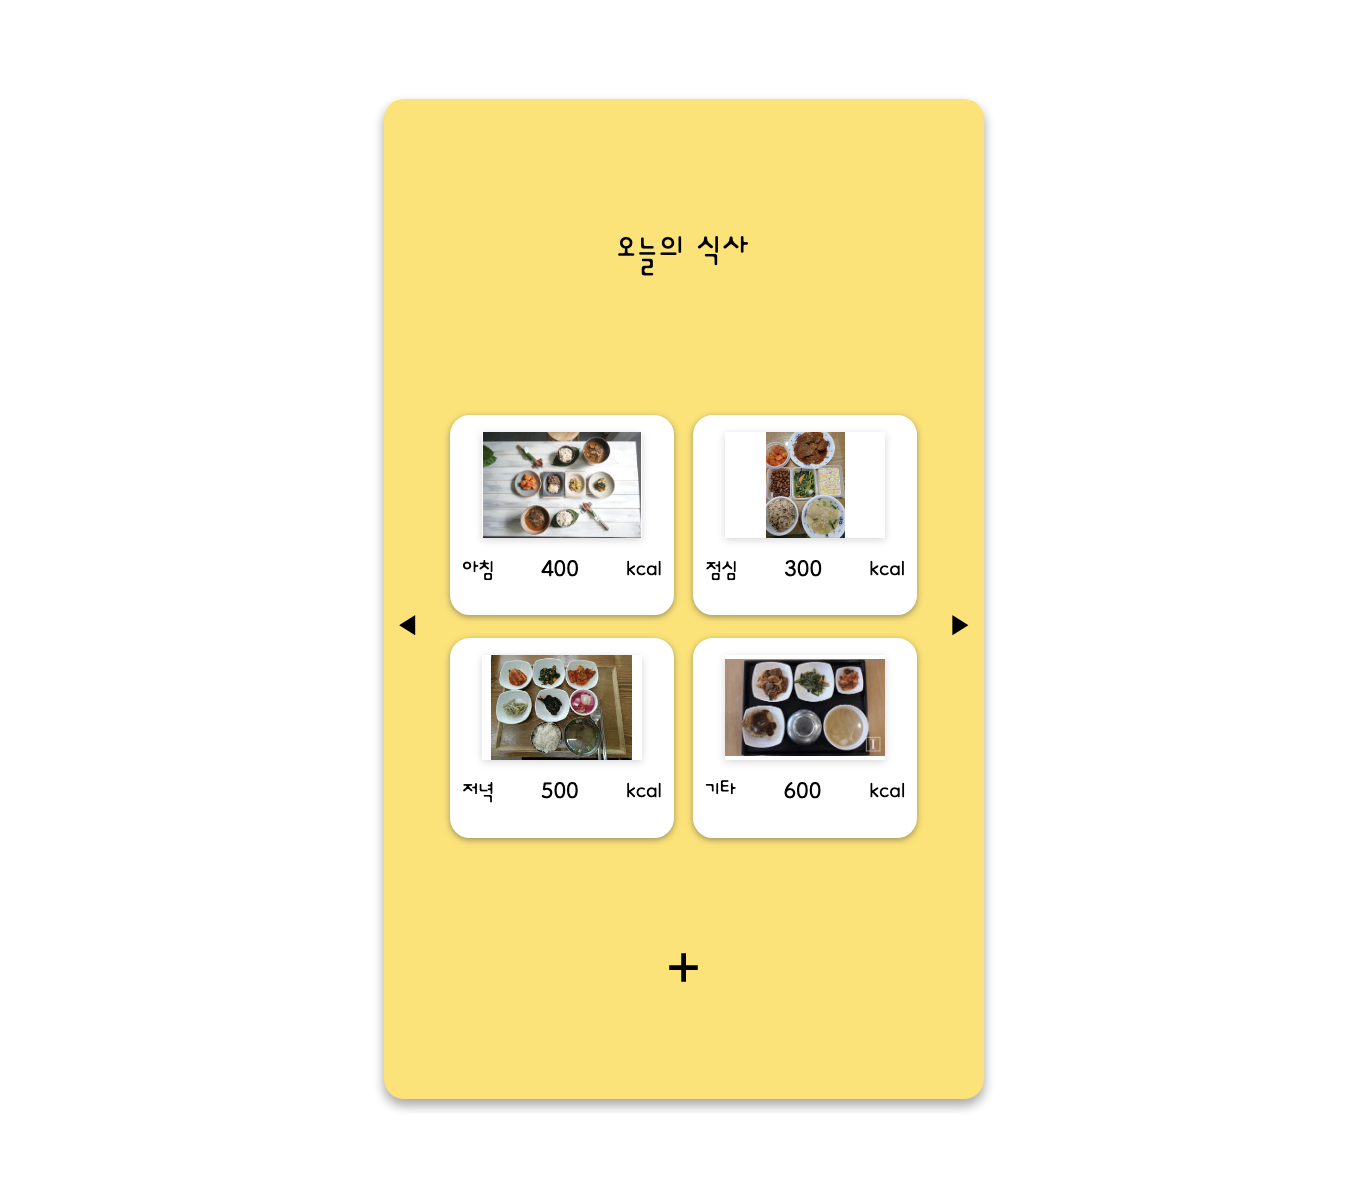 오늘의 식사
아침 400 kcal
점심 300 kcal
저녁 500 kcal
기타 600 kcal
+